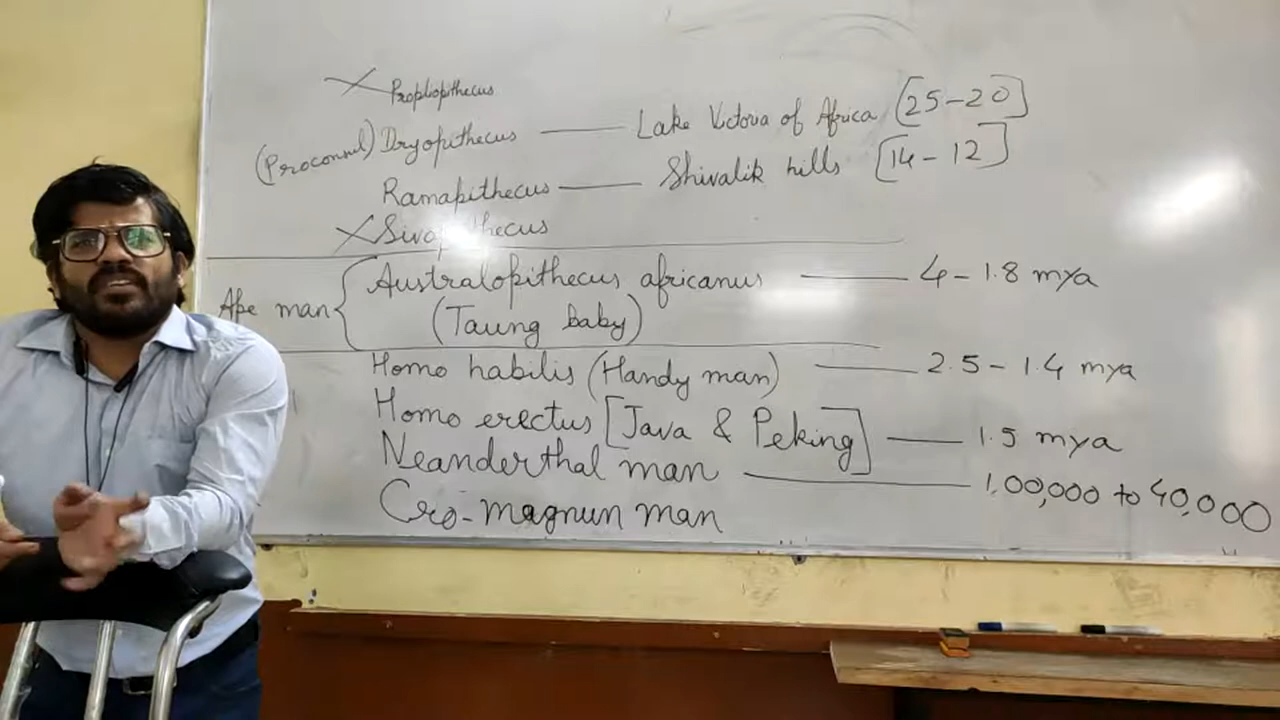 Propliopithecus
(Proconsul) Dryopithecus — Lake Victoria of Africa [25-20]
Ramapithecus — Shivalik hills [14-12]
Sivapithecus
Ape man { Australopithecus africanus — 4-1.8 mya
(Taung baby)
Homo habilis (Handy man) — 2.5-1.4 mya
Homo erectus [Java & Peking] — 1.5 mya
Neanderthal man — 1,00,000 to 40,000
Cro-magnun man